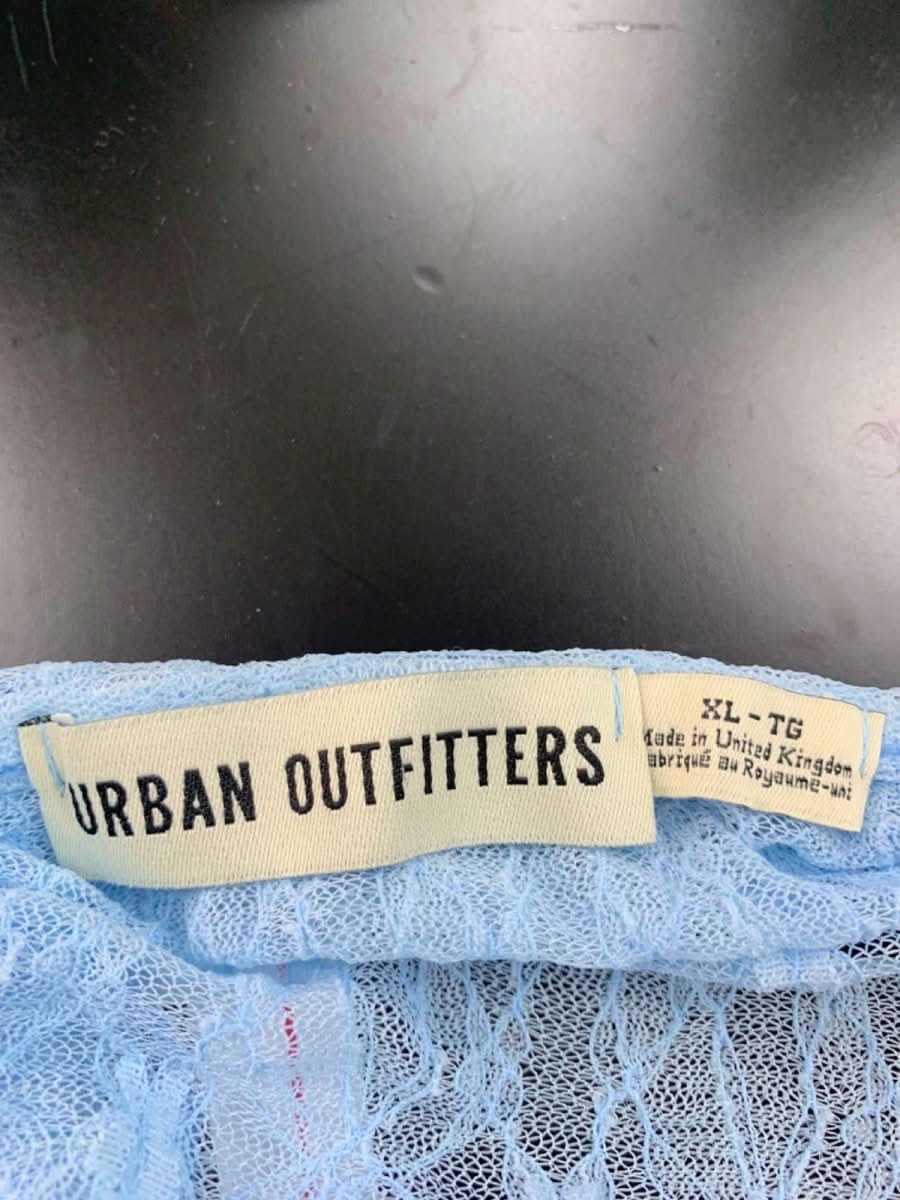 URBAN OUTFITTERS
XL - TG
Made in United Kingdom
abriqué au Royaume-uni